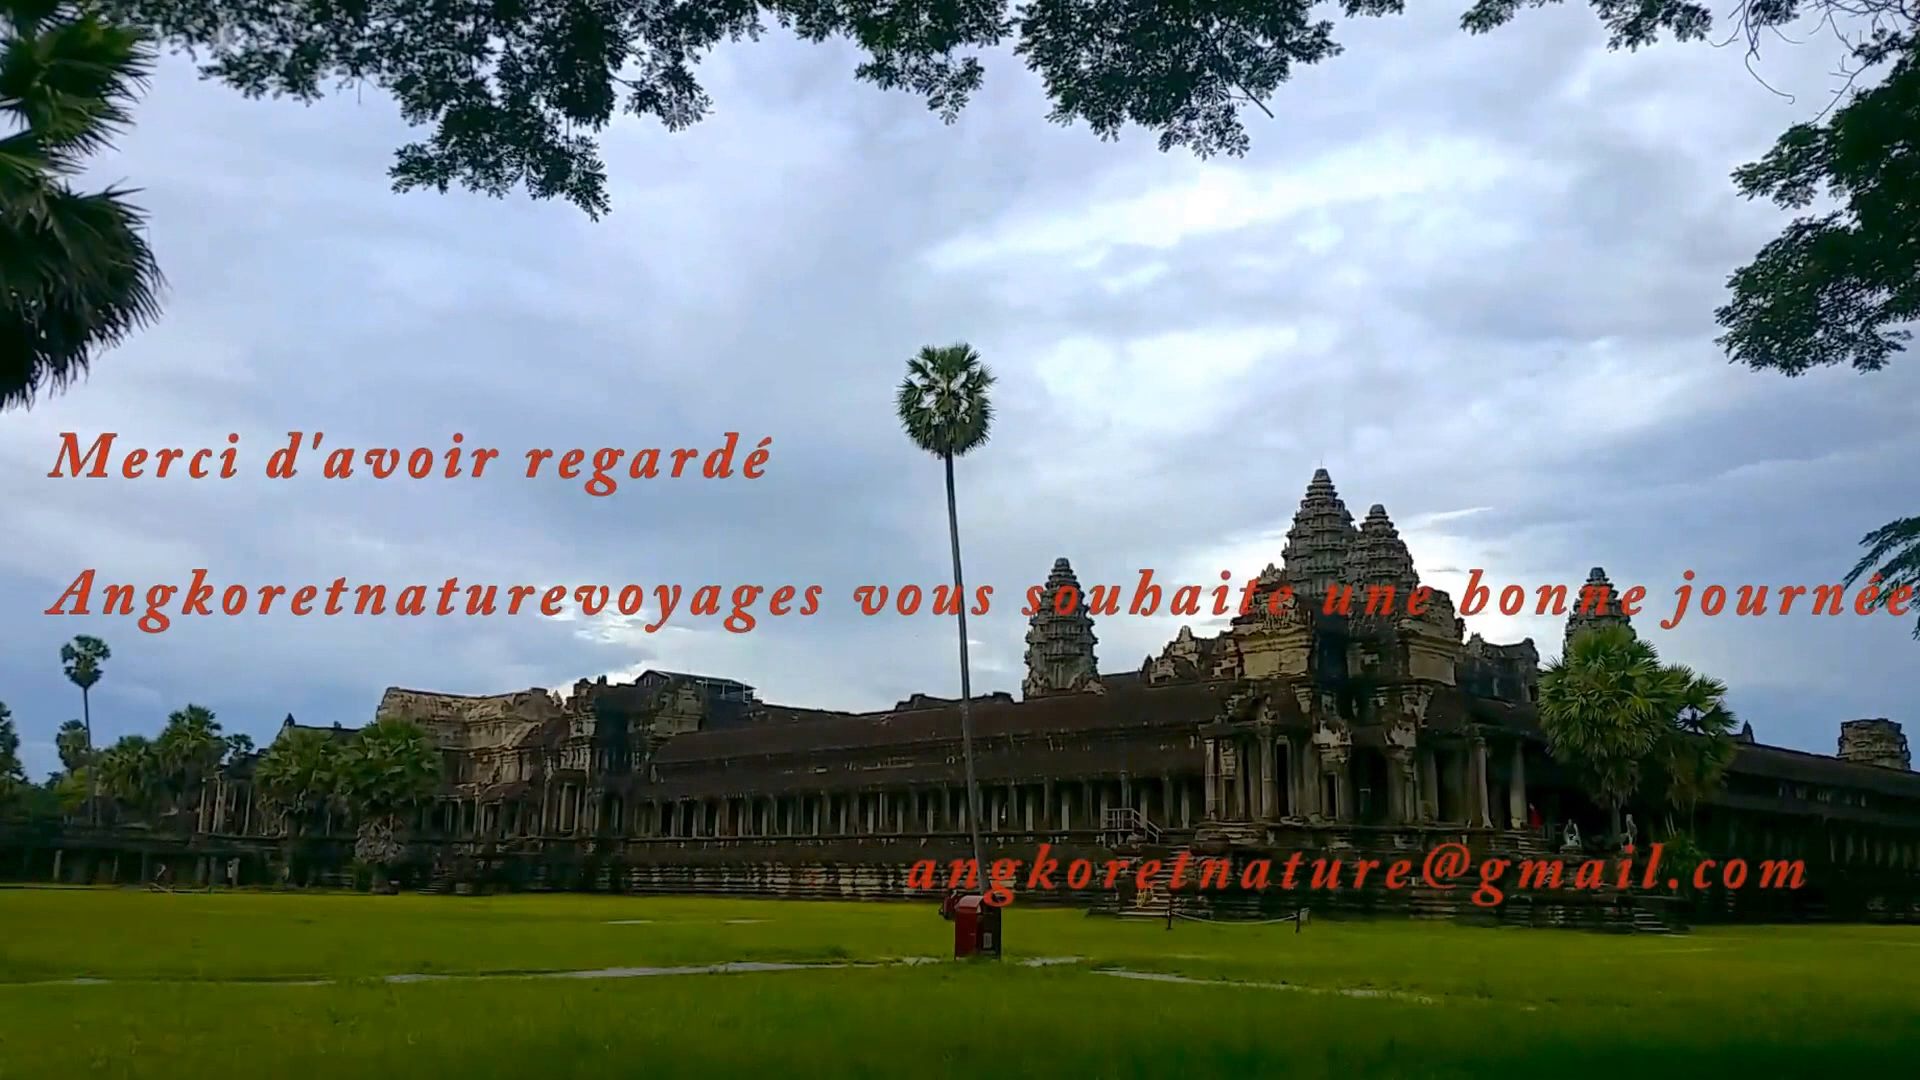 Merci d'avoir regardé
Angkoretnaturevoyages vous souhaite une bonne journée
angkoretnature@gmail.com